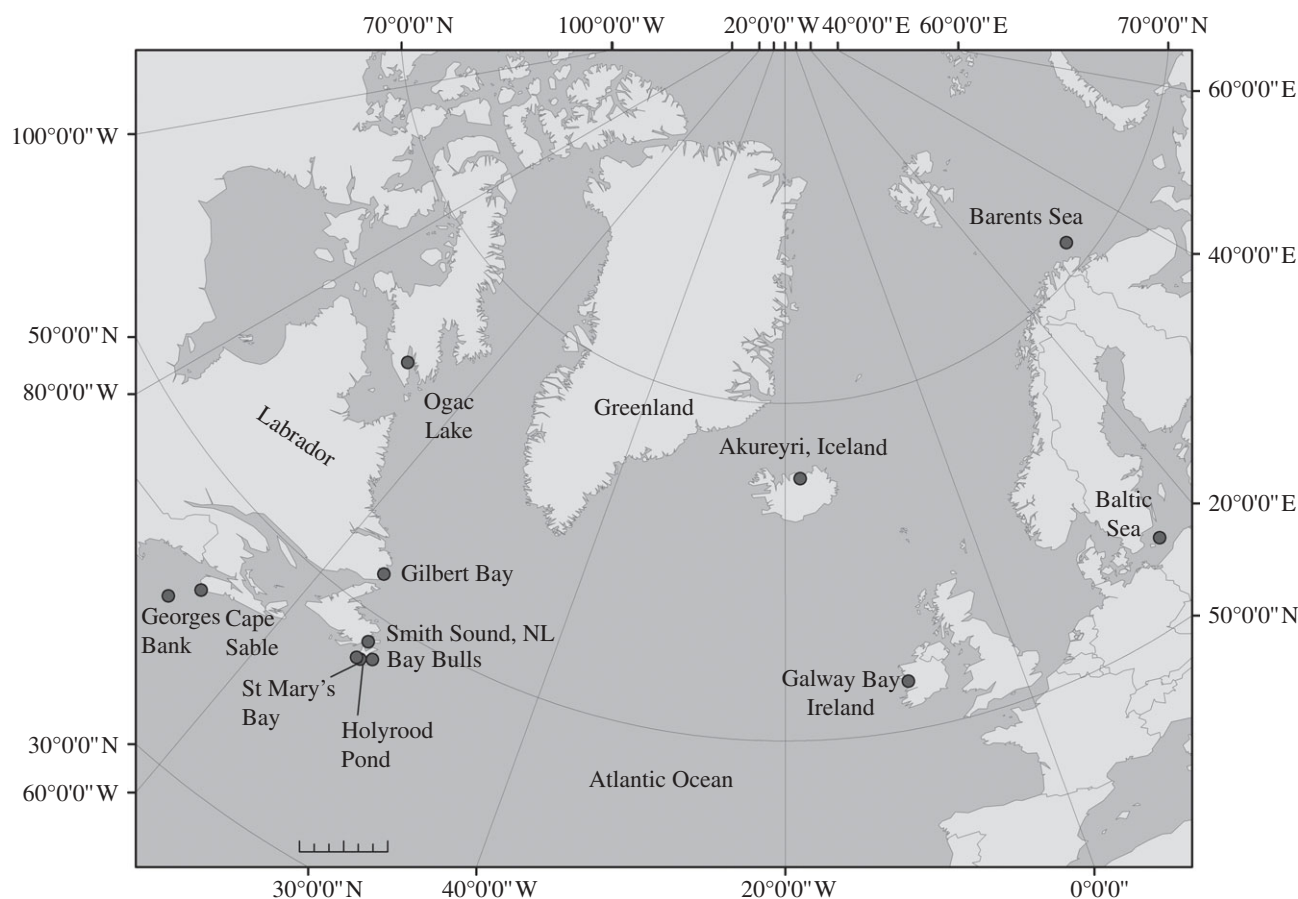 70°0'0"N 100°0'0"W 20°0'0"W 40°0'0"E 60°0'0"E 70°0'0"N
60°0'0"E
100°0'0"W
Barents Sea
40°0'0"E
50°0'0"N
80°0'0"W
Ogac
Lake
Greenland
Labrador
Akureyri, Iceland
Baltic
Sea
20°0'0"E
Gilbert Bay
Georges
Bank
Cape
Sable
50°0'0"N
Smith Sound, NL
Bay Bulls
St Mary's
Bay
Galway Bay
Ireland
Holyrood
Pond
30°0'0"N
60°0'0"W
Atlantic Ocean
30°0'0"N 40°0'0"W 20°0'0"W 0°0'0"